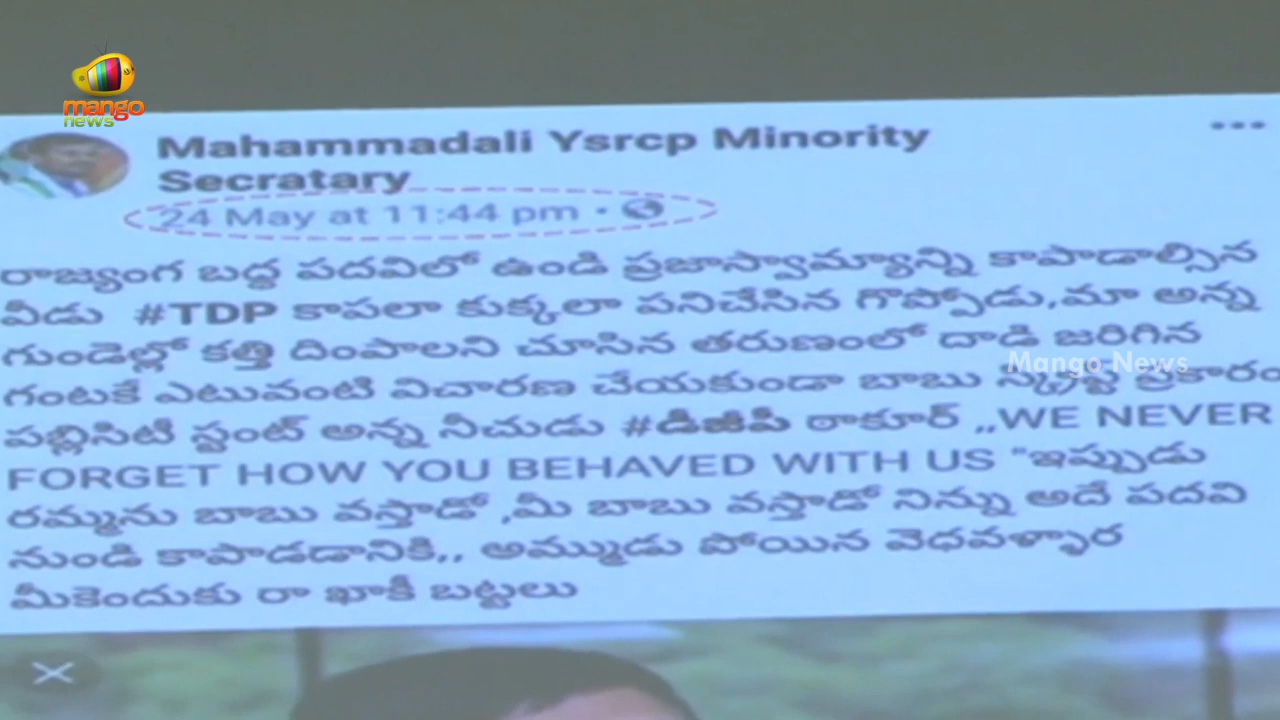 mango
news
Mahammadali Ysrcp Minority
Secratary
24 May at 11:44 pm
రాజ్యంగ బద్ధ పదవిలో ఉండి ప్రజాస్వామ్యాన్ని కాపాడాల్సిన
వీడు #TDP కాపలా కుక్కలా పనిచేసిన గొప్పోడు,మా అన్న
గుండెల్లో కత్తి దింపాలని చూసిన తరుణంలో దాడి జరిగిన
Mango News
గంటకే ఎటువంటి విచారణ చేయకుండా బాబు స్క్రిప్ట్ ప్రకారం
పబ్లిసిటీ స్టంట్ అన్న నీచుడు #డీజీపీ ఠాకూర్ ,,WE NEVER
FORGET HOW YOU BEHAVED WITH US "ఇప్పుడు
రమ్మను బాబు వస్తాడో ,మీ బాబు వస్తాడో నిన్ను అదే పదవి
నుండి కాపాడడానికి,, అమ్ముడు పోయిన వెధవళ్ళార
మీకెందుకు రా ఖాకీ బట్టలు